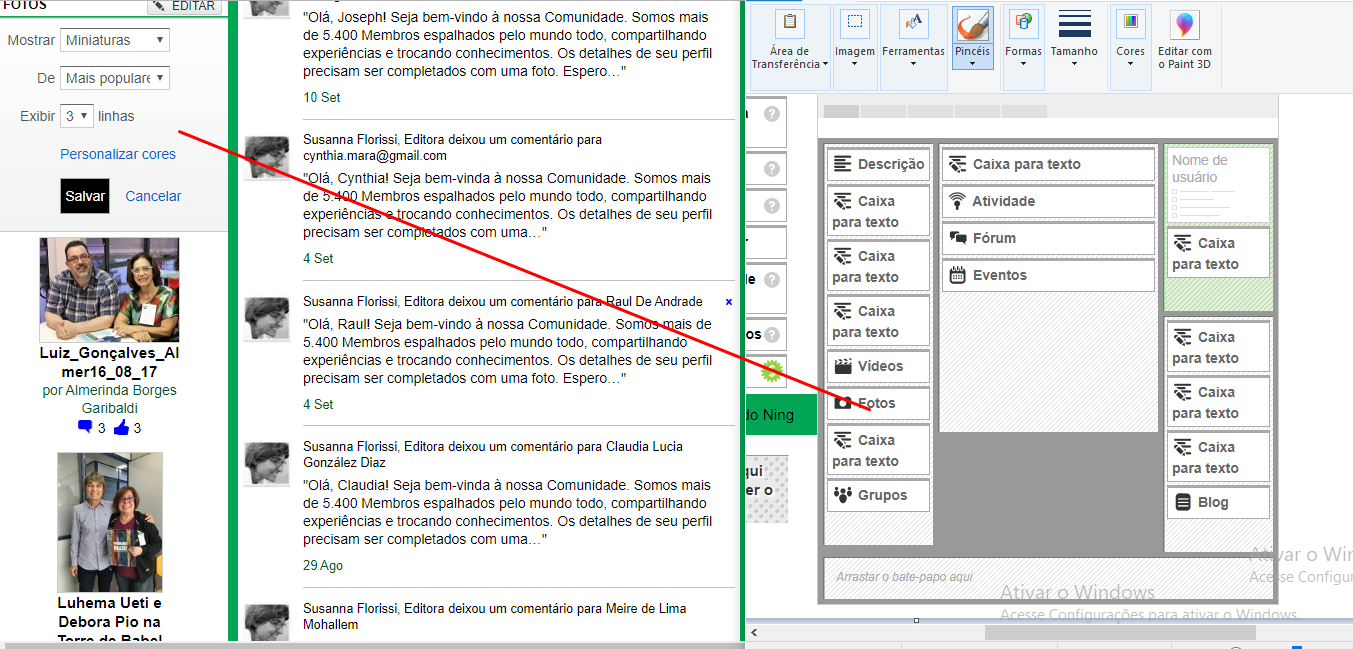 FOTOS
EDITAR
Mostrar Miniaturas
De Mais populare
Exibir 3 linhas
Personalizar cores
Salvar Cancelar
Luiz_Gonçalves_Al
mer16_08_17
por Almerinda Borges
Garibaldi
3 3
Luhema Ueti e
Debora Pio na
Torre de Babel
"Olá, Joseph! Seja bem-vindo à nossa Comunidade. Somos mais
de 5.400 Membros espalhados pelo mundo todo, compartilhando
experiências e trocando conhecimentos. Os detalhes de seu perfil
precisam ser completados com uma foto. Espero…"
10 Set
Susanna Florissi, Editora deixou um comentário para
cynthia.mara@gmail.com
"Olá, Cynthia! Seja bem-vinda à nossa Comunidade. Somos mais
de 5.400 Membros espalhados pelo mundo todo, compartilhando
experiências e trocando conhecimentos. Os detalhes de seu perfil
precisam ser completados com uma…"
4 Set
Susanna Florissi, Editora deixou um comentário para Raul De Andrade x
"Olá, Raul! Seja bem-vindo à nossa Comunidade. Somos mais de
5.400 Membros espalhados pelo mundo todo, compartilhando
experiências e trocando conhecimentos. Os detalhes de seu perfil
precisam ser completados com uma foto. Espero…"
4 Set
Susanna Florissi, Editora deixou um comentário para Claudia Lucia
González Diaz
"Olá, Claudia! Seja bem-vinda à nossa Comunidade. Somos mais
de 5.400 Membros espalhados pelo mundo todo, compartilhando
experiências e trocando conhecimentos. Os detalhes de seu perfil
precisam ser completados com uma…"
29 Ago
Susanna Florissi, Editora deixou um comentário para Meire de Lima
Mohallem
Área de
Transferência
Imagem
Ferramentas
Pincéis
Formas
Tamanho
Cores
Editar com
o Paint 3D
a ?
?
?
r
le ?
os ?
do Ning
qui
er o
Descrição
Caixa
para texto
Caixa
para texto
Caixa
para texto
Vídeos
Fotos
Caixa
para texto
Grupos
Caixa para texto
Atividade
Fórum
Eventos
Nome de
usuário
Caixa
para texto
Caixa
para texto
Caixa
para texto
Caixa
para texto
Blog
Arrastar o bate-papo aqui
Ativar o Windows
Acesse Configurações para ativar o Windows.
Ativar o Win
Acesse Configur